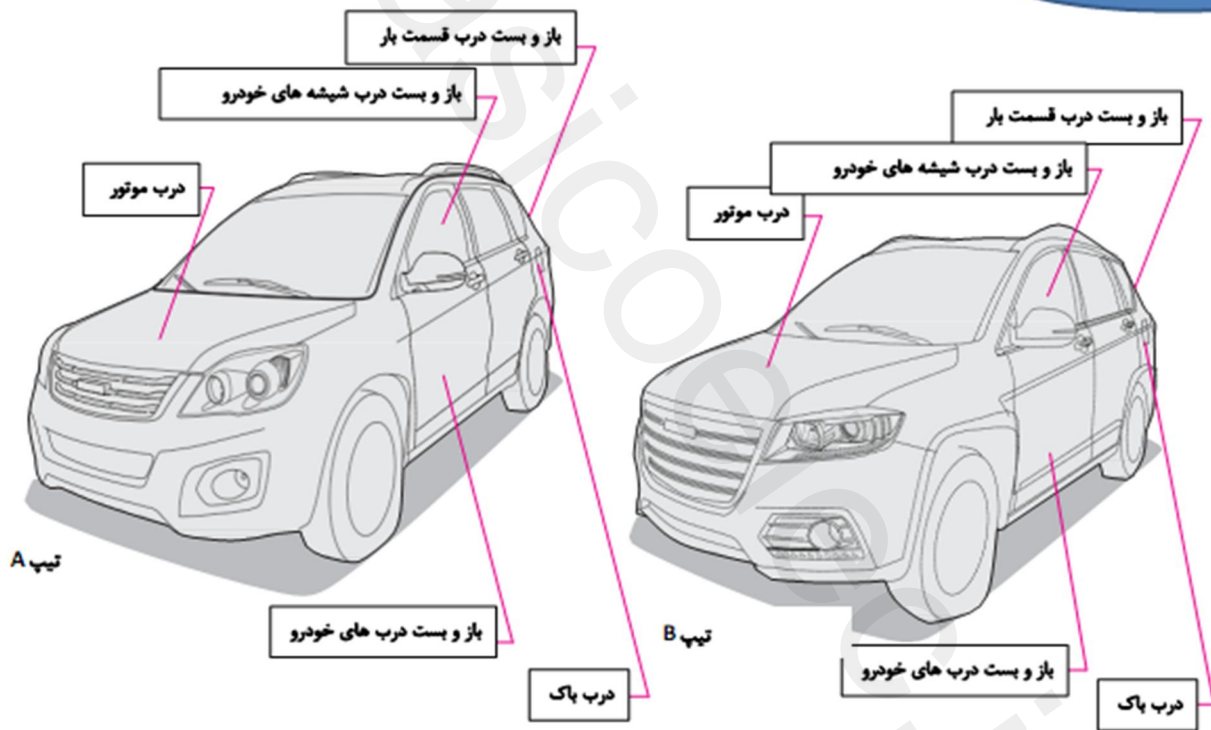 باز و بست درب قسمت بار
باز و بست درب شیشه های خودرو
درب موتور
تیپ A
باز و بست درب های خودرو
درب باک
باز و بست درب قسمت بار
باز و بست درب شیشه های خودرو
درب موتور
تیپ B
باز و بست درب های خودرو
درب باک